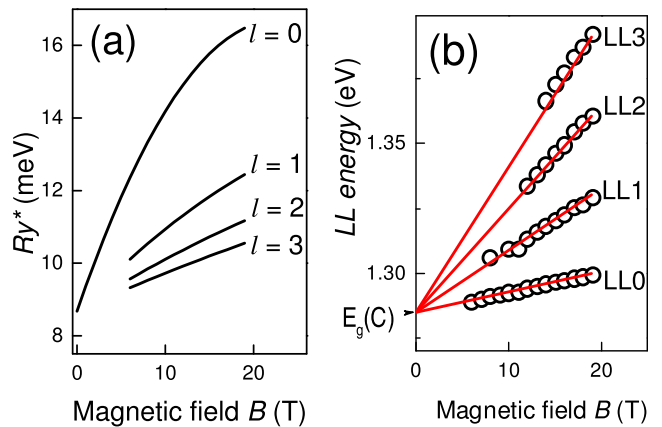 (a)
Ry* (meV)
16
14
12
10
8
l = 0
l = 1
l = 2
l = 3
0
10
20
Magnetic field B (T)
(b)
LL energy (eV)
1.35
1.30
E_g(C)
LL3
LL2
LL1
LL0
0
10
20
Magnetic field B (T)